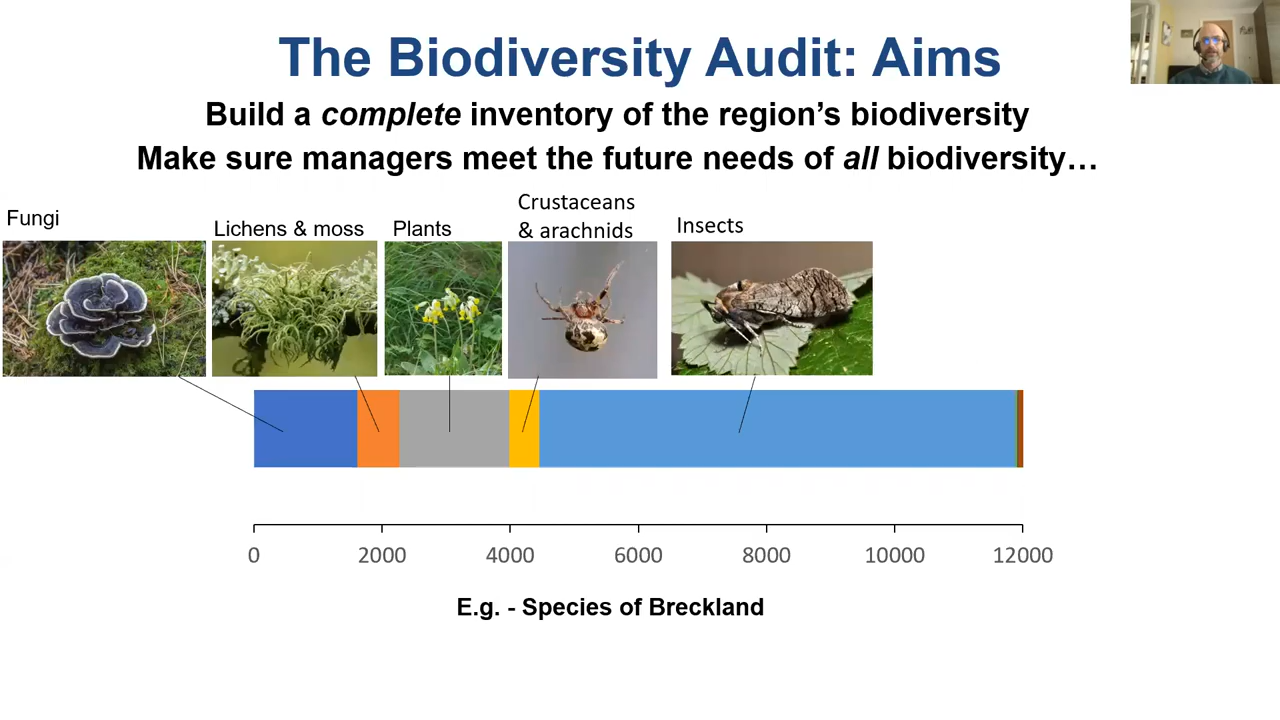 The Biodiversity Audit: Aims
Build a complete inventory of the region’s biodiversity
Make sure managers meet the future needs of all biodiversity…
Fungi
Lichens & moss
Plants
Crustaceans
& arachnids
Insects
0 2000 4000 6000 8000 10000 12000
E.g. - Species of Breckland